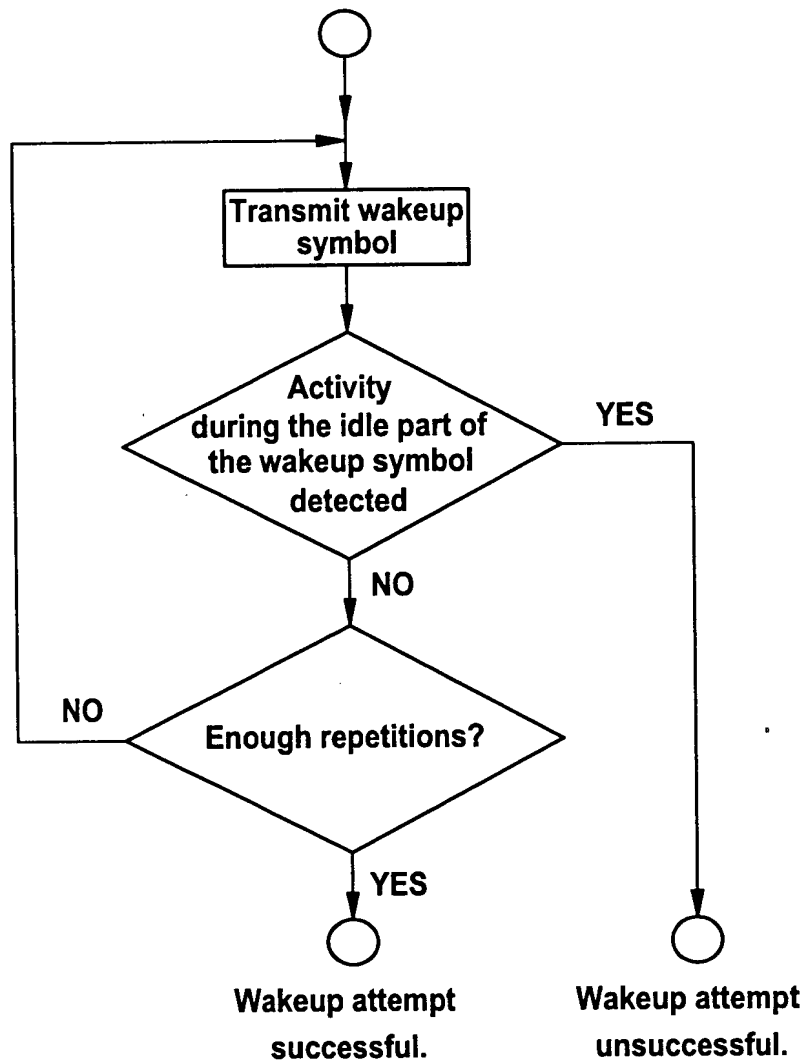 Transmit wakeup
symbol
Activity
during the idle part of
the wakeup symbol
detected
YES
NO
NO
Enough repetitions?
YES
Wakeup attempt
successful.
Wakeup attempt
unsuccessful.